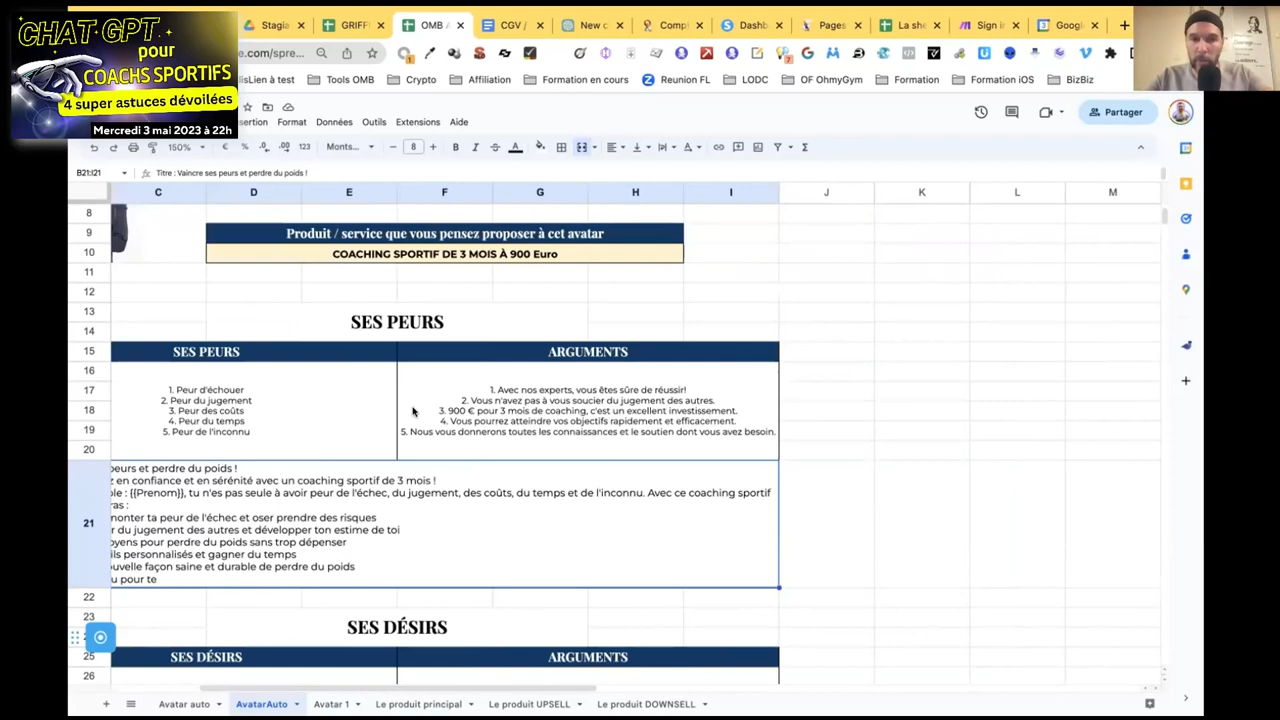 CHAT GPT
pour
COACHS SPORTIFS
4 super astuces dévoilées
Mercredi 3 mai 2023 à 22h
Stagia
GRIFF
OMB /
CGV /
New c
Compt
Dashb
Pages
La sho
Sign in
Googl
e.com/spre...
lisLien à test
Tools OMB
Crypto
Affiliation
Formation en cours
Reunion FL
LODC
OF OhmyGym
Formation
Formation iOS
BizBiz
Partager
sertion
Format
Données
Outils
Extensions
Aide
150%
€
%
.0
.00
123
Monts...
8
B
I
S
A
B21:I21
fx
Titre : Vaincre ses peurs et perdre du poids !
C
D
E
F
G
H
I
J
K
L
M
8
9
Produit / service que vous pensez proposer à cet avatar
10
COACHING SPORTIF DE 3 MOIS À 900 Euro
11
12
13
SES PEURS
14
15
SES PEURS
ARGUMENTS
16
17
1. Peur d'échouer
1. Avec nos experts, vous êtes sûre de réussir!
2. Peur du jugement
2. Vous n'avez pas à vous soucier du jugement des autres.
18
3. Peur des coûts
3. 900 € pour 3 mois de coaching, c'est un excellent investissement.
4. Peur du temps
4. Vous pourrez atteindre vos objectifs rapidement et efficacement.
19
5. Peur de l'inconnu
5. Nous vous donnerons toutes les connaissances et le soutien dont vous avez besoin.
20
peurs et perdre du poids !
z en confiance et en sérénité avec un coaching sportif de 3 mois !
ole : {{Prenom}}, tu n'es pas seule à avoir peur de l'échec, du jugement, des coûts, du temps et de l'inconnu. Avec ce coaching sportif
ras :
monter ta peur de l'échec et oser prendre des risques
21
r du jugement des autres et développer ton estime de toi
oyens pour perdre du poids sans trop dépenser
ils personnalisés et gagner du temps
ouvelle façon saine et durable de perdre du poids
u pour te
22
23
SES DÉSIRS
25
SES DÉSIRS
ARGUMENTS
26
Avatar auto
AvatarAuto
Avatar 1
Le produit principal
Le produit UPSELL
Le produit DOWNSELL